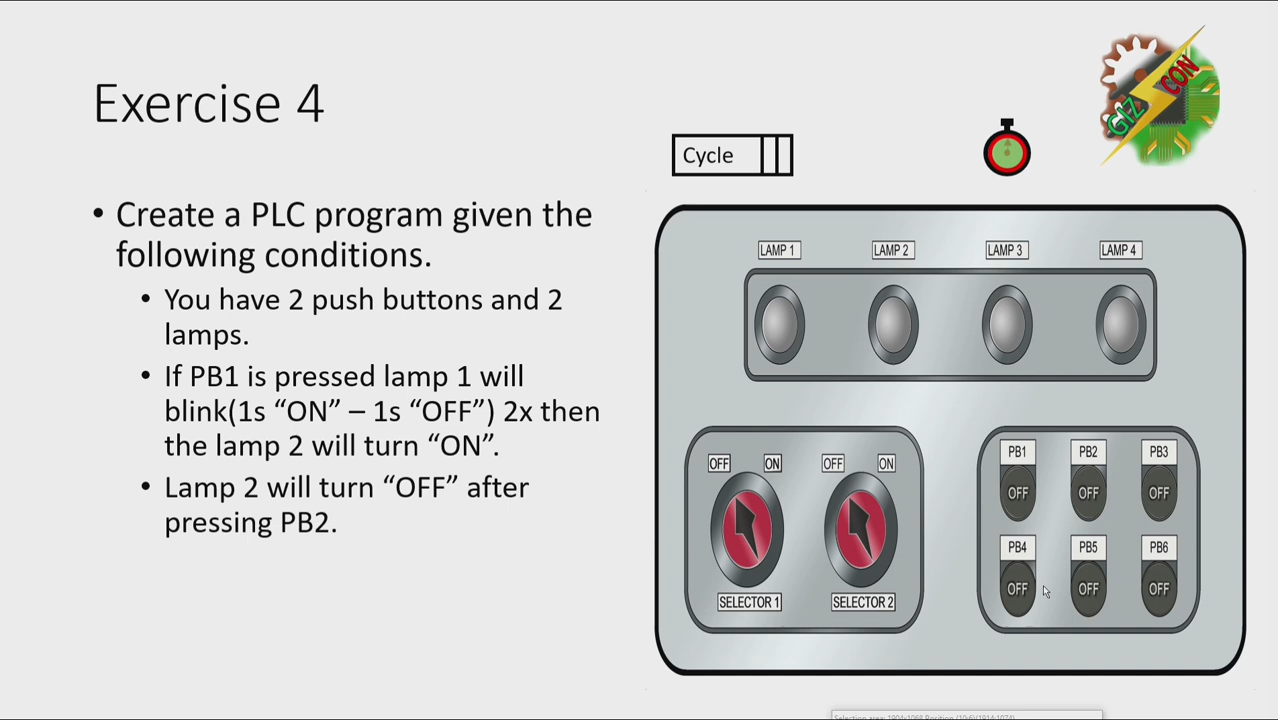 Exercise 4
GIZ CON
Cycle
• Create a PLC program given the
following conditions.
• You have 2 push buttons and 2
lamps.
• If PB1 is pressed lamp 1 will
blink(1s “ON” – 1s “OFF”) 2x then
the lamp 2 will turn “ON”.
• Lamp 2 will turn “OFF” after
pressing PB2.
LAMP 1 LAMP 2 LAMP 3 LAMP 4
OFF ON OFF ON
SELECTOR 1 SELECTOR 2
PB1 PB2 PB3
OFF OFF OFF
PB4 PB5 PB6
OFF OFF OFF